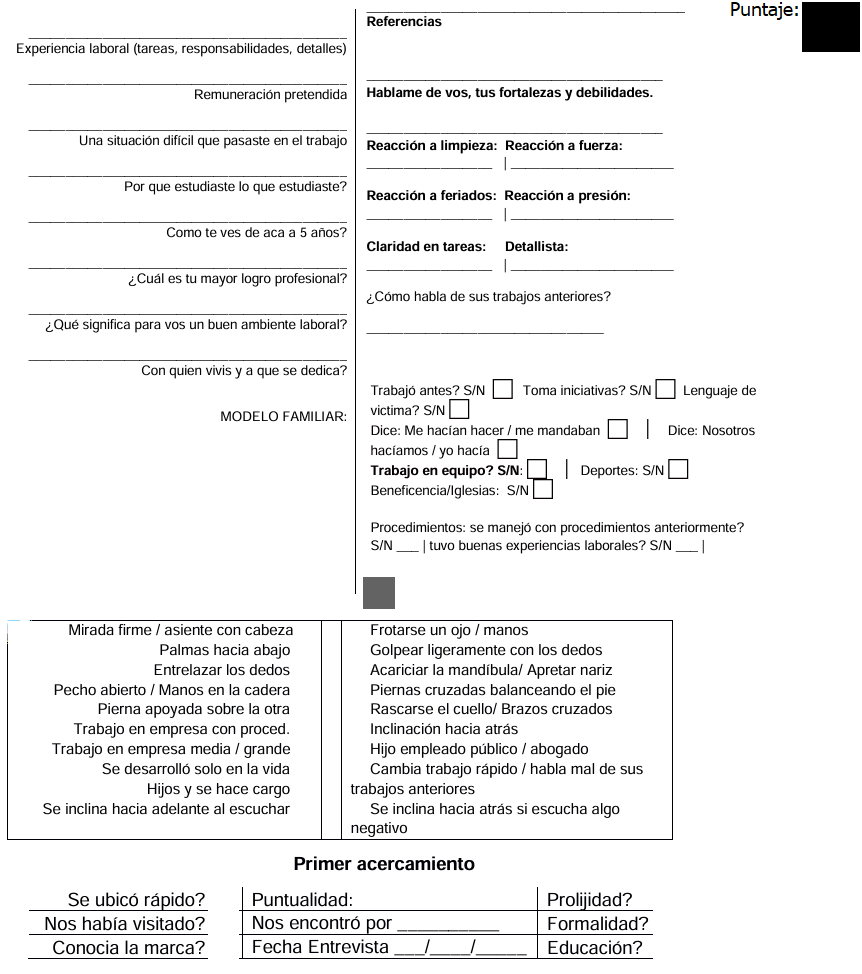 Puntaje:
Experiencia laboral (tareas, responsabilidades, detalles)
Remuneración pretendida
Una situación difícil que pasaste en el trabajo
Por que estudiaste lo que estudiaste?
Como te ves de aca a 5 años?
¿Cuál es tu mayor logro profesional?
¿Qué significa para vos un buen ambiente laboral?
Con quien vivis y a que se dedica?
MODELO FAMILIAR:
Referencias
Hablame de vos, tus fortalezas y debilidades.
Reacción a limpieza: Reacción a fuerza:
________________ | ______________________
Reacción a feriados: Reacción a presión:
________________ | ______________________
Claridad en tareas: Detallista:
________________ | ______________________
¿Cómo habla de sus trabajos anteriores?
Trabajó antes? S/N Toma iniciativas? S/N Lenguaje de
victima? S/N
Dice: Me hacían hacer / me mandaban | Dice: Nosotros
hacíamos / yo hacía
Trabajo en equipo? S/N: | Deportes: S/N
Beneficencia/Iglesias: S/N
Procedimientos: se manejó con procedimientos anteriormente?
S/N ___ | tuvo buenas experiencias laborales? S/N ___ |
Mirada firme / asiente con cabeza
Palmas hacia abajo
Entrelazar los dedos
Pecho abierto / Manos en la cadera
Pierna apoyada sobre la otra
Trabajo en empresa con proced.
Trabajo en empresa media / grande
Se desarrolló solo en la vida
Hijos y se hace cargo
Se inclina hacia adelante al escuchar
Frotarse un ojo / manos
Golpear ligeramente con los dedos
Acariciar la mandíbula/ Apretar nariz
Piernas cruzadas balanceando el pie
Rascarse el cuello/ Brazos cruzados
Inclinación hacia atrás
Hijo empleado público / abogado
Cambia trabajo rápido / habla mal de sus
trabajos anteriores
Se inclina hacia atrás si escucha algo
negativo
Primer acercamiento
Se ubicó rápido?
Nos había visitado?
Conocia la marca?
Puntualidad:
Nos encontró por __________
Fecha Entrevista ___/____/_____
Prolijidad?
Formalidad?
Educación?